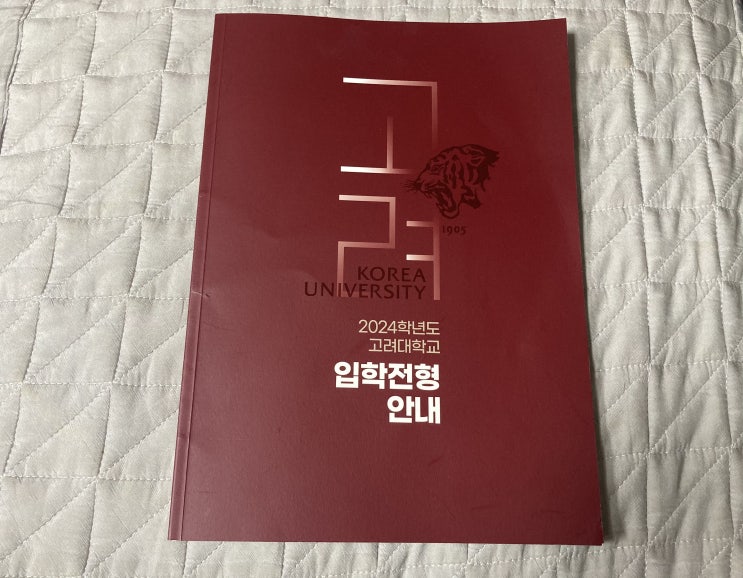 고려
1905
KOREA
UNIVERSITY
2024학년도
고려대학교
입학전형
안내